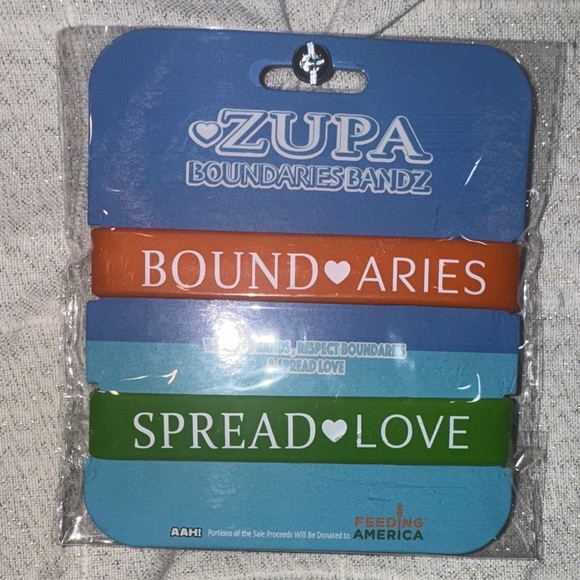 ZUPA
BOUNDARIES BANDZ
BOUND ARIES
, RESPECT BOUNDARIES
& SPREAD LOVE
SPREAD LOVE
AAH! Portions of the Sale Proceeds Will be Donated to
FEEDING
AMERICA